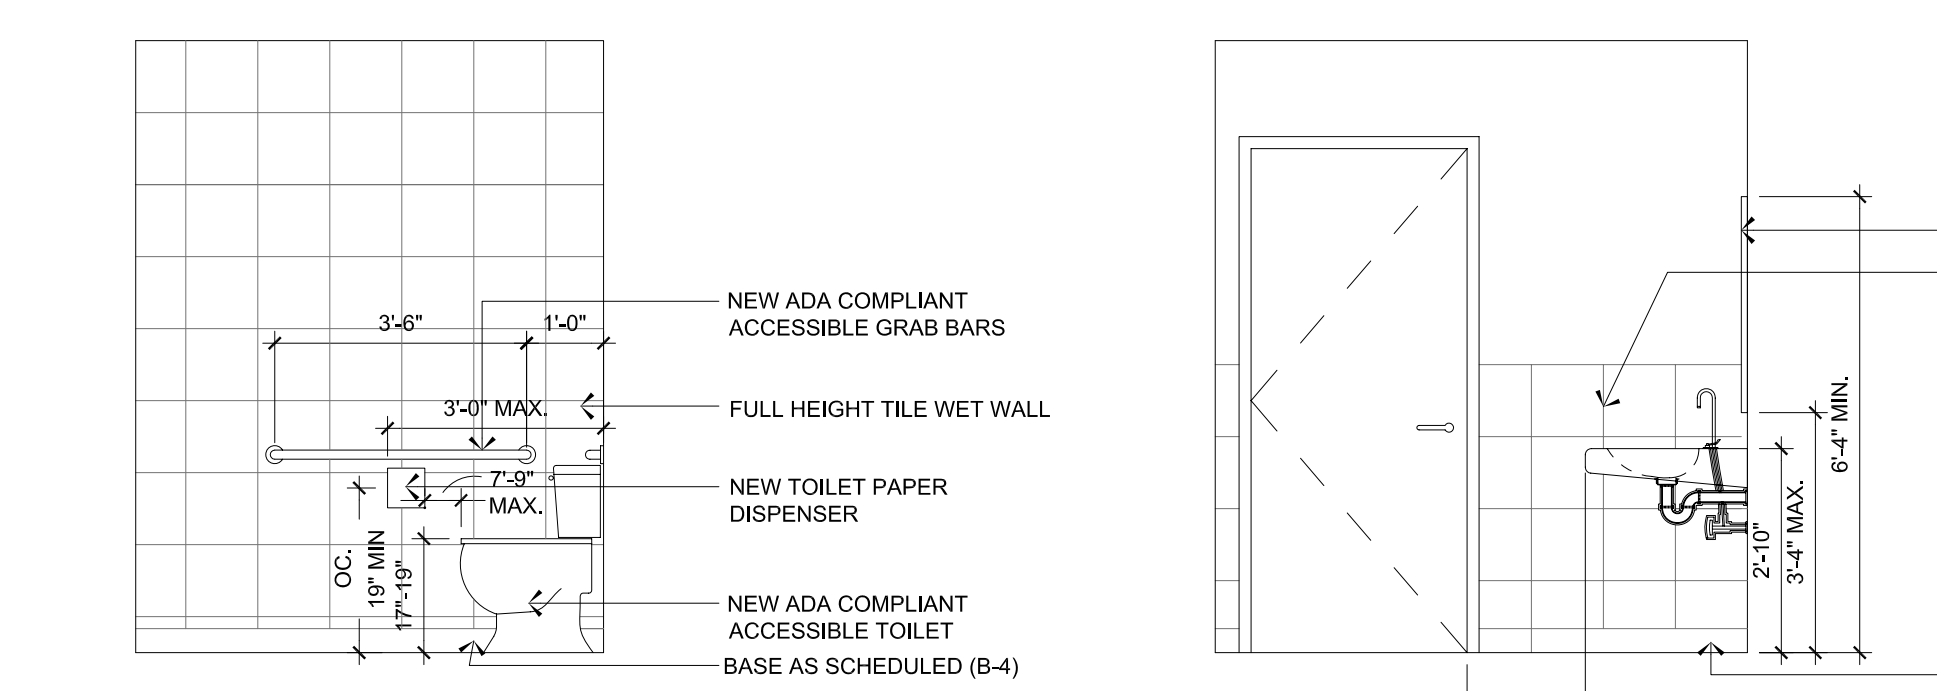 NEW ADA COMPLIANT
ACCESSIBLE GRAB BARS
3'-6"
1'-0"
3'-0" MAX.
FULL HEIGHT TILE WET WALL
7'-9"
MAX.
NEW TOILET PAPER
DISPENSER
OC.
19" MIN
17"-19"
NEW ADA COMPLIANT
ACCESSIBLE TOILET
BASE AS SCHEDULED (B-4)
6'-4" MIN.
2'-10"
3'-4" MAX.